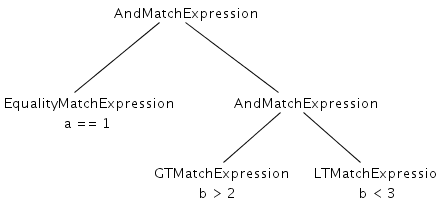 AndMatchExpression
EqualityMatchExpression
a == 1
AndMatchExpression
GTMatchExpression
b > 2
LTMatchExpressio
b < 3